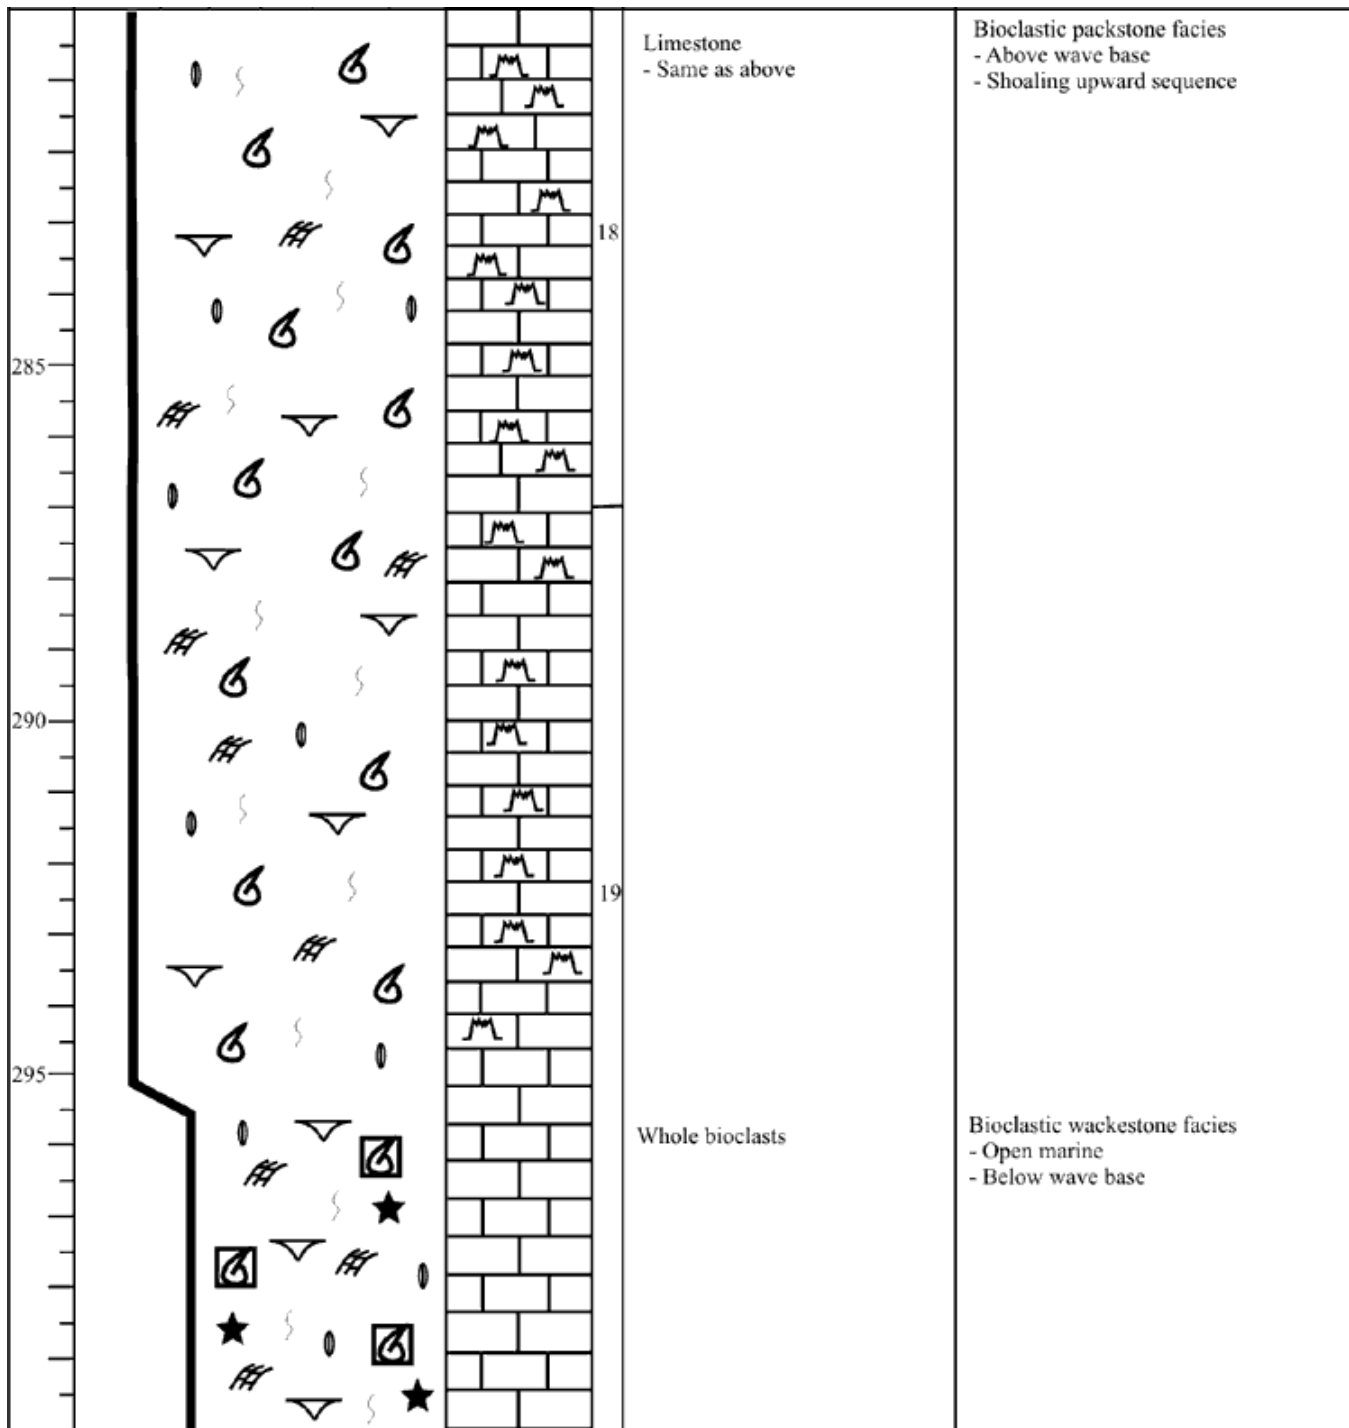 Limestone
- Same as above
Bioclastic packstone facies
- Above wave base
- Shoaling upward sequence
18
285
290
19
295
Whole bioclasts
Bioclastic wackestone facies
- Open marine
- Below wave base